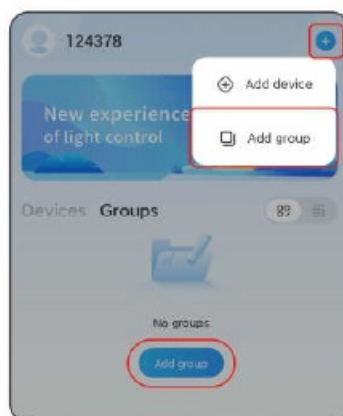 124378
Add device
New experience
of light control
Add group
Devices Groups
No groups
Add group